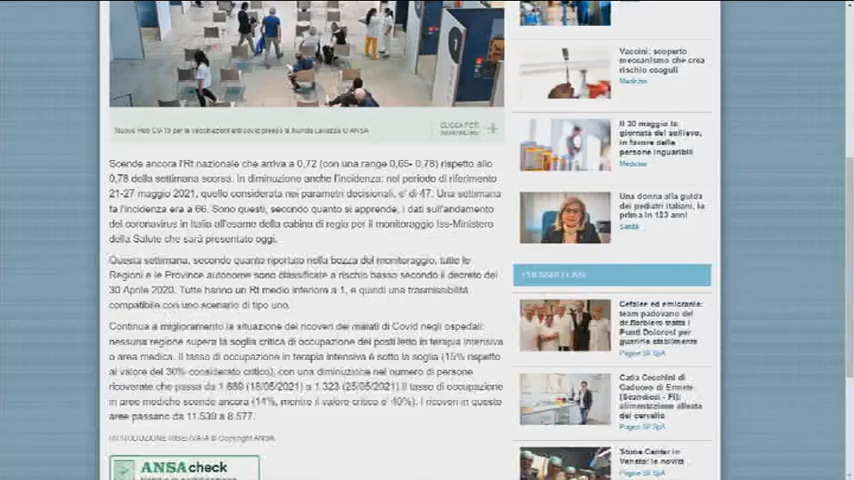 Nuovo Hub C9-19 per le vaccinazioni anti covid presso la Nuvola Lavazza © ANSA
CLICCA PER
INGRANDIRE
Scende ancora l'Rt nazionale che arriva a 0,72 (con una range 0,65- 0,78) rispetto allo
0,78 della settimana scorsa. In diminuzione anche l'incidenza: nel periodo di riferimento
21-27 maggio 2021, quello considerata nei parametri decisionali, e' di 47. Una settimana
fa l'incidenza era a 66. Sono questi, secondo quanto si apprende, i dati sull'andamento
del coronavirus in Italia all'esame della cabina di regia per il monitoraggio Iss-Ministero
della Salute che sarà presentato oggi.
Questa settimana, secondo quanto riportato nella bozza del monitoraggio, tutte le
Regioni e le Province autonome sono classificate a rischio basso secondo il decreto del
30 Aprile 2020. Tutte hanno un Rt medio inferiore a 1, e quindi una trasmissibilità
compatibile con uno scenario di tipo uno.
Continua a miglioramento la situazione dei ricoveri dei malati di Covid negli ospedali:
nessuna regione supera la soglia critica di occupazione dei posti letto in terapia intensiva
o area medica. Il tasso di occupazione in terapia intensiva è sotto la soglia (15% rispetto
al valore del 30% considerato critico), con una diminuzione nel numero di persone
ricoverate che passa da 1.689 (18/05/2021) a 1.323 (25/05/2021). Il tasso di occupazione
in aree mediche scende ancora (14%, mentre il valore critico e' 40%). I ricoveri in queste
aree passano da 11.539 a 8.577.
RIPRODUZIONE RISERVATA © Copyright ANSA
ANSA check
Vaccini: scoperto
meccanismo che crea
rischio coaguli
Medicina
Il 30 maggio la
giornata del sollievo,
in favore delle
persone inguaribili
Medicina
Una donna alla guida
dei pediatri italiani, la
prima in 123 anni
Sanità
PRESSRELEASE
Cefalee ed emicranie:
team padovano del
dr.Barbiero tratta i
Punti Dolorosi per
guarirle stabilmente
Pagine Sì! SpA
Catia Cecchini di
Gaduceo di Ermete
(Scandicci - FI):
alimentazione alleata
del cervello
Pagine Sì! SpA
Stone Center in
Veneto: le novità